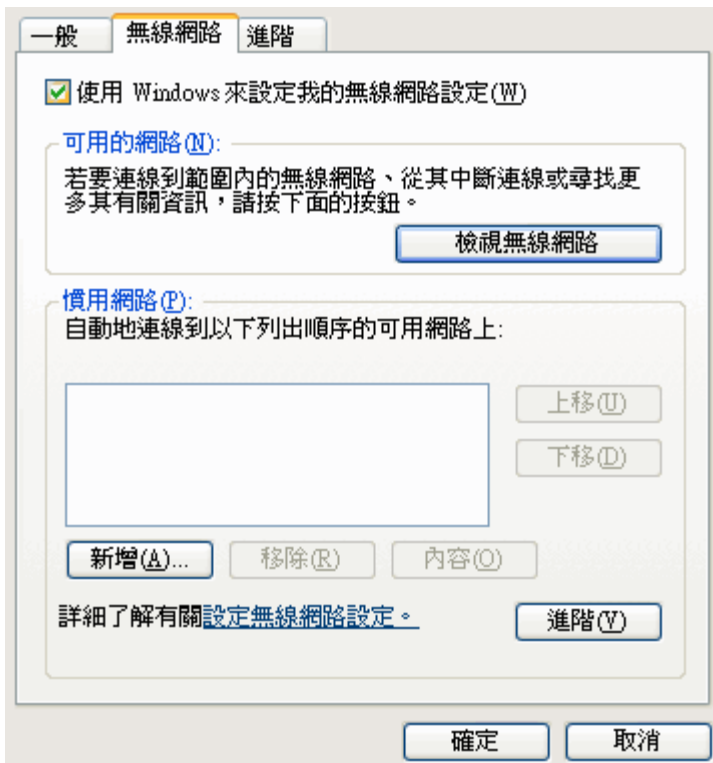 一般 無線網路 進階
使用 Windows 來設定我的無線網路設定(W)
可用的網路(N):
若要連線到範圍內的無線網路、從其中斷連線或尋找更
多其有關資訊，請按下面的按鈕。
檢視無線網路
慣用網路(P):
自動地連線到以下列出順序的可用網路上:
上移(U)
下移(D)
新增(A)... 移除(R) 內容(O)
詳細了解有關設定無線網路設定。 進階(V)
確定 取消